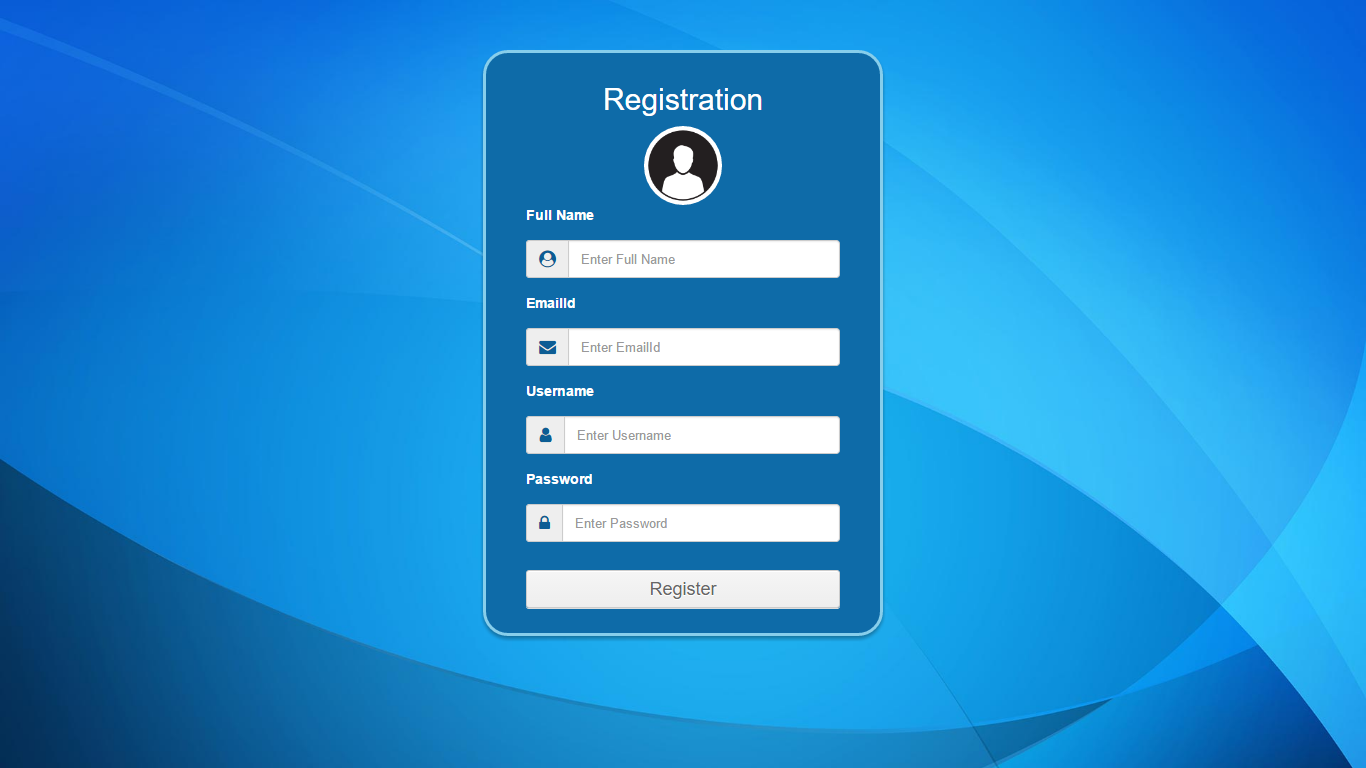 Registration
Full Name
Enter Full Name
EmailId
Enter EmailId
Username
Enter Username
Password
Enter Password
Register